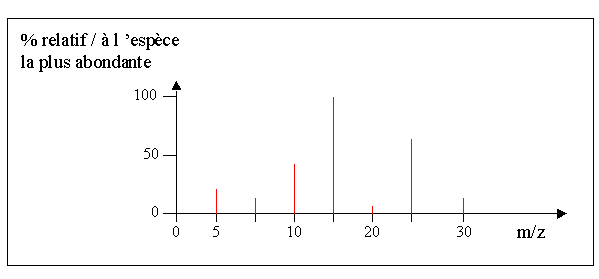 % relatif / à l ’espèce
la plus abondante
100
50
0
0 5 10 20 30 m/z